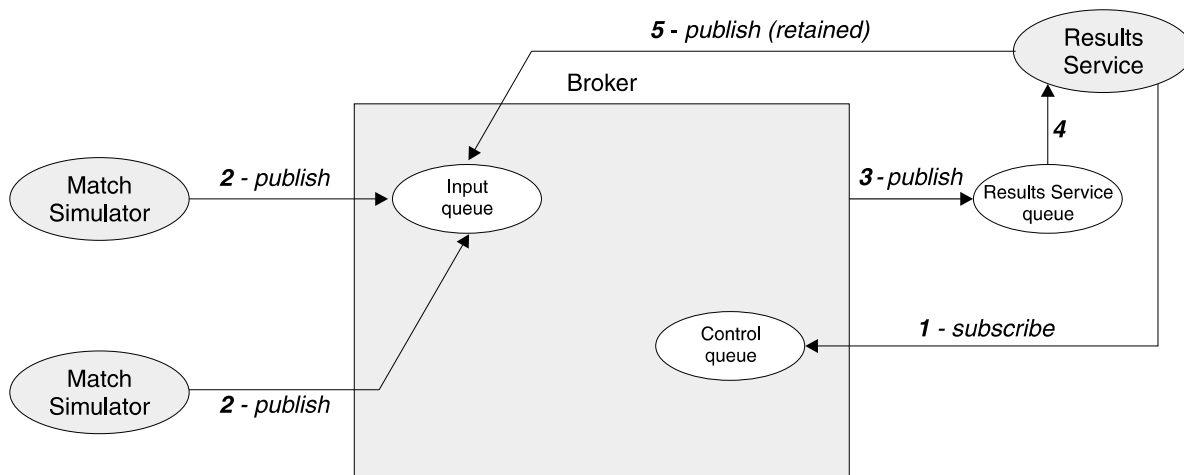 5 - publish (retained)
Results
Service
Broker
4
Match
Simulator
2 - publish
Input
queue
3 - publish
Results Service
queue
Control
queue
1 - subscribe
Match
Simulator
2 - publish